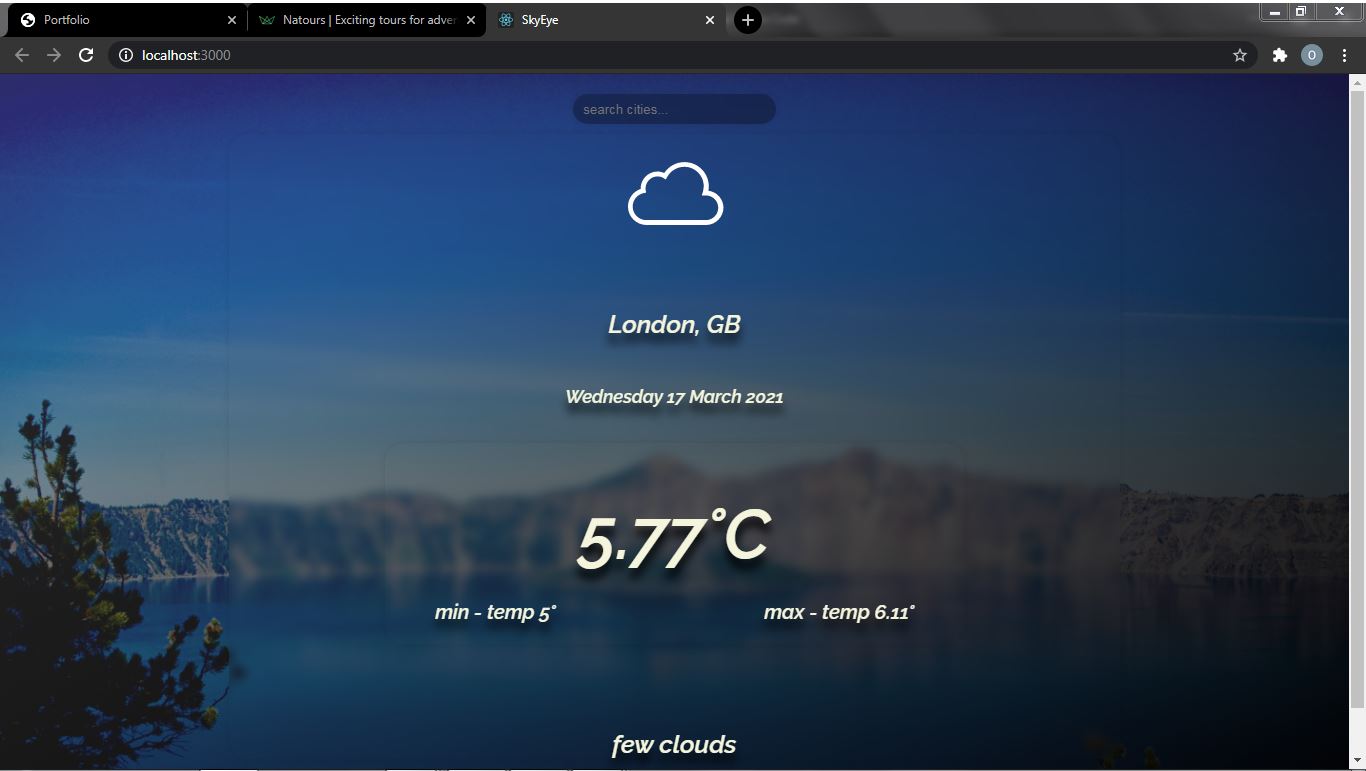 Portfolio
Natours | Exciting tours for adver
SkyEye
localhost:3000
O
search cities...
London, GB
Wednesday 17 March 2021
5.77°C
min - temp 5°
max - temp 6.11°
few clouds